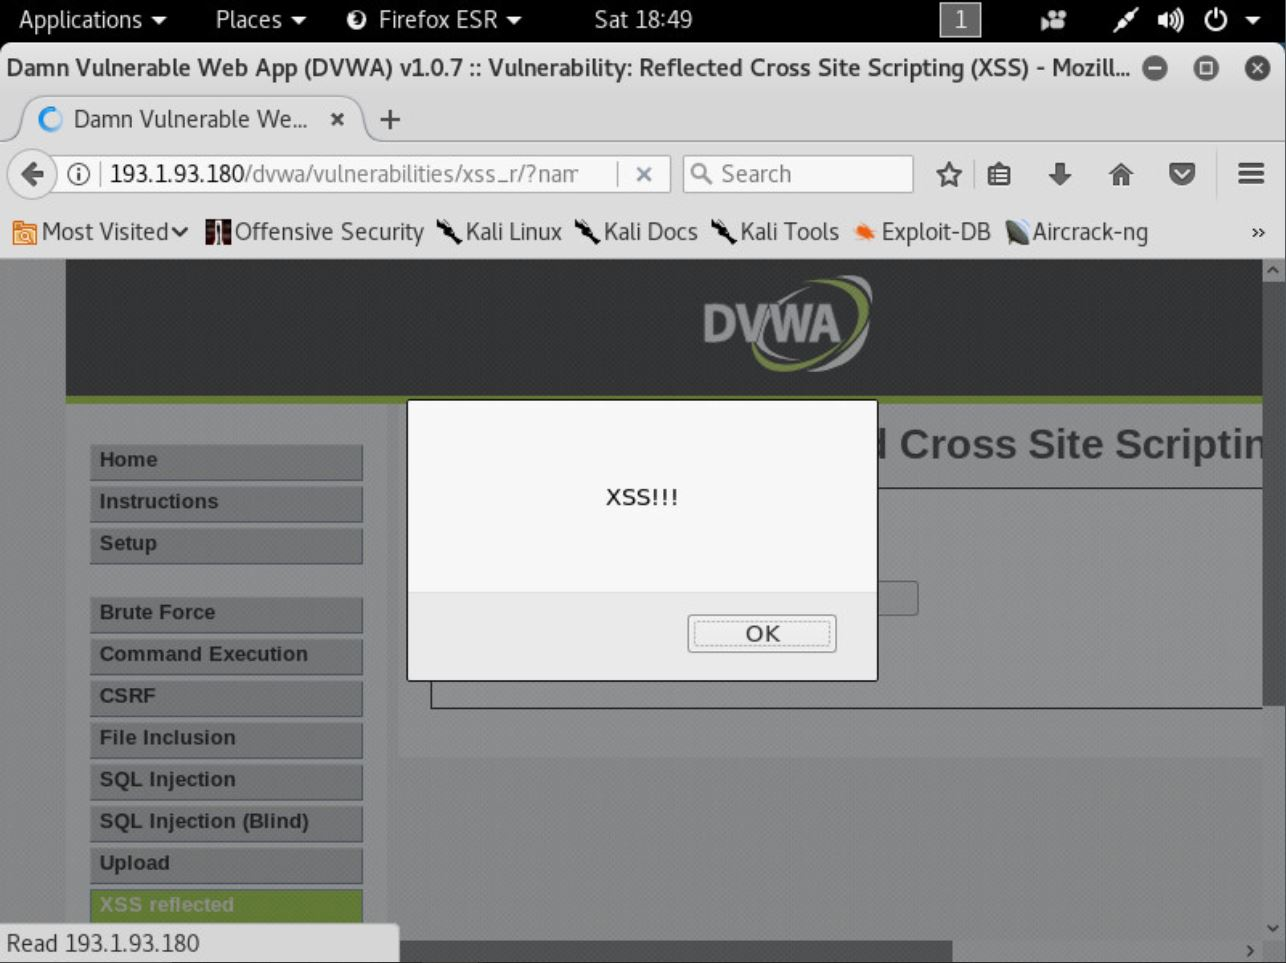 Applications Places Firefox ESR Sat 18:49 1
Damn Vulnerable Web App (DVWA) v1.0.7 :: Vulnerability: Reflected Cross Site Scripting (XSS) - Mozill...
Damn Vulnerable We...
193.1.93.180/dvwa/vulnerabilities/xss_r/?nam Search
Most Visited Offensive Security Kali Linux Kali Docs Kali Tools Exploit-DB Aircrack-ng »
DVWA
d Cross Site Scriptin
XSS!!!
OK
Home
Instructions
Setup
Brute Force
Command Execution
CSRF
File Inclusion
SQL Injection
SQL Injection (Blind)
Upload
XSS reflected
Read 193.1.93.180